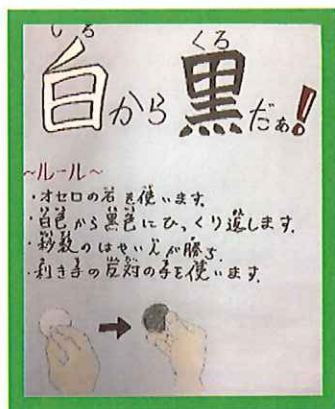 いろ くろ
白から黒だぁ!
～ルール～
・オセロの石を使います。
・白色から黒色にひっくり返します。
・秒数のはやい人が勝ち。
・利き手の反対の手を使います。